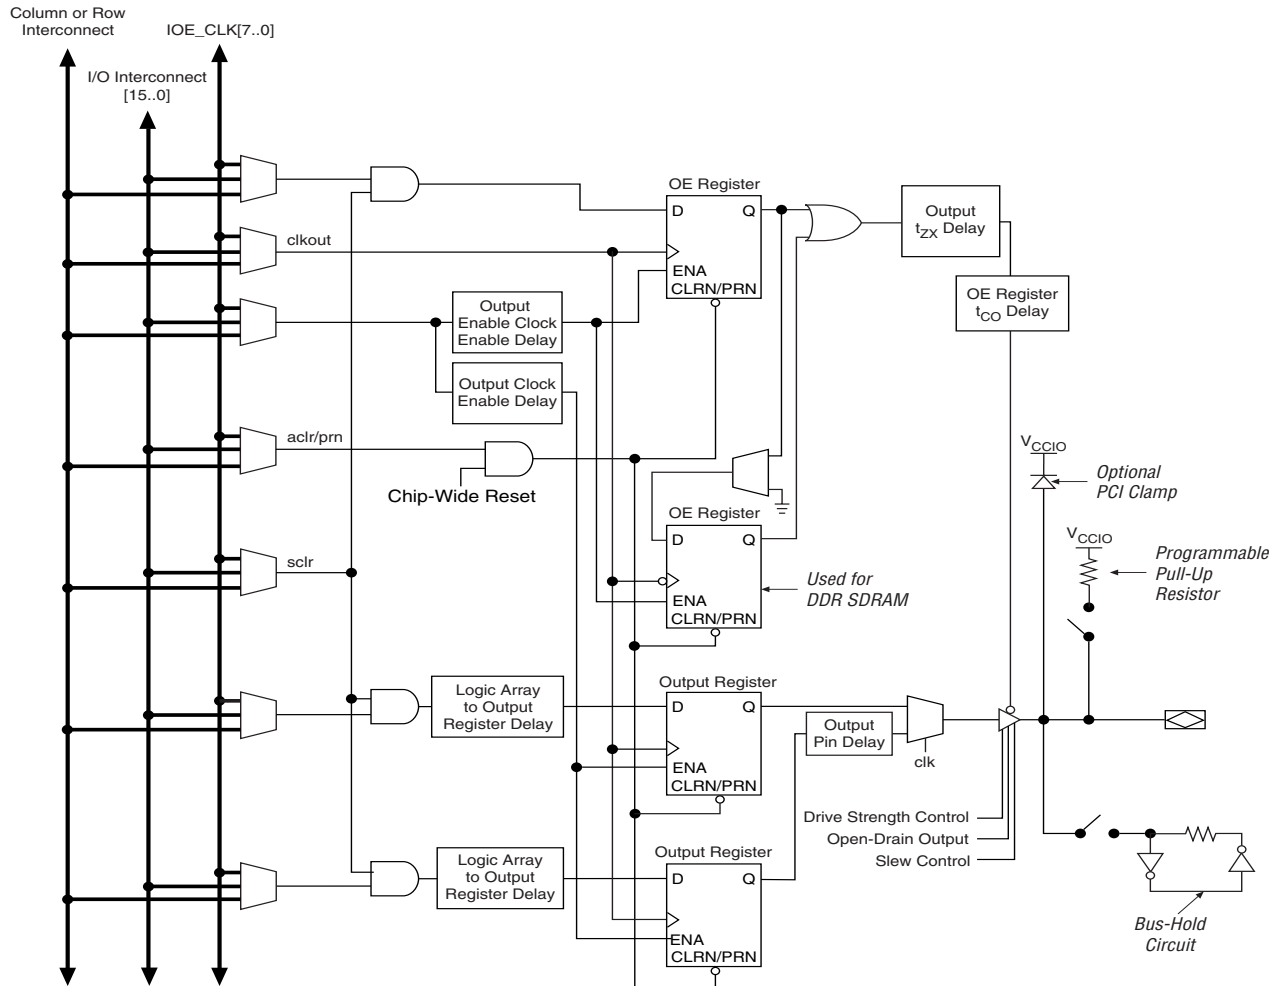 Column or Row
Interconnect
IOE_CLK[7..0]
I/O Interconnect
[15..0]
OE Register
D
Q
ENA
CLRN/PRN
Output
tZX Delay
clkout
OE Register
tCO Delay
Output
Enable Clock
Enable Delay
Output Clock
Enable Delay
aclr/prn
Chip-Wide Reset
VCCIO
Optional
PCI Clamp
OE Register
D
Q
ENA
CLRN/PRN
Used for
DDR SDRAM
VCCIO
Programmable
Pull-Up
Resistor
sclr
Logic Array
to Output
Register Delay
Output Register
D
Q
ENA
CLRN/PRN
Output
Pin Delay
clk
Drive Strength Control
Open-Drain Output
Slew Control
Logic Array
to Output
Register Delay
Output Register
D
Q
ENA
CLRN/PRN
Bus-Hold
Circuit